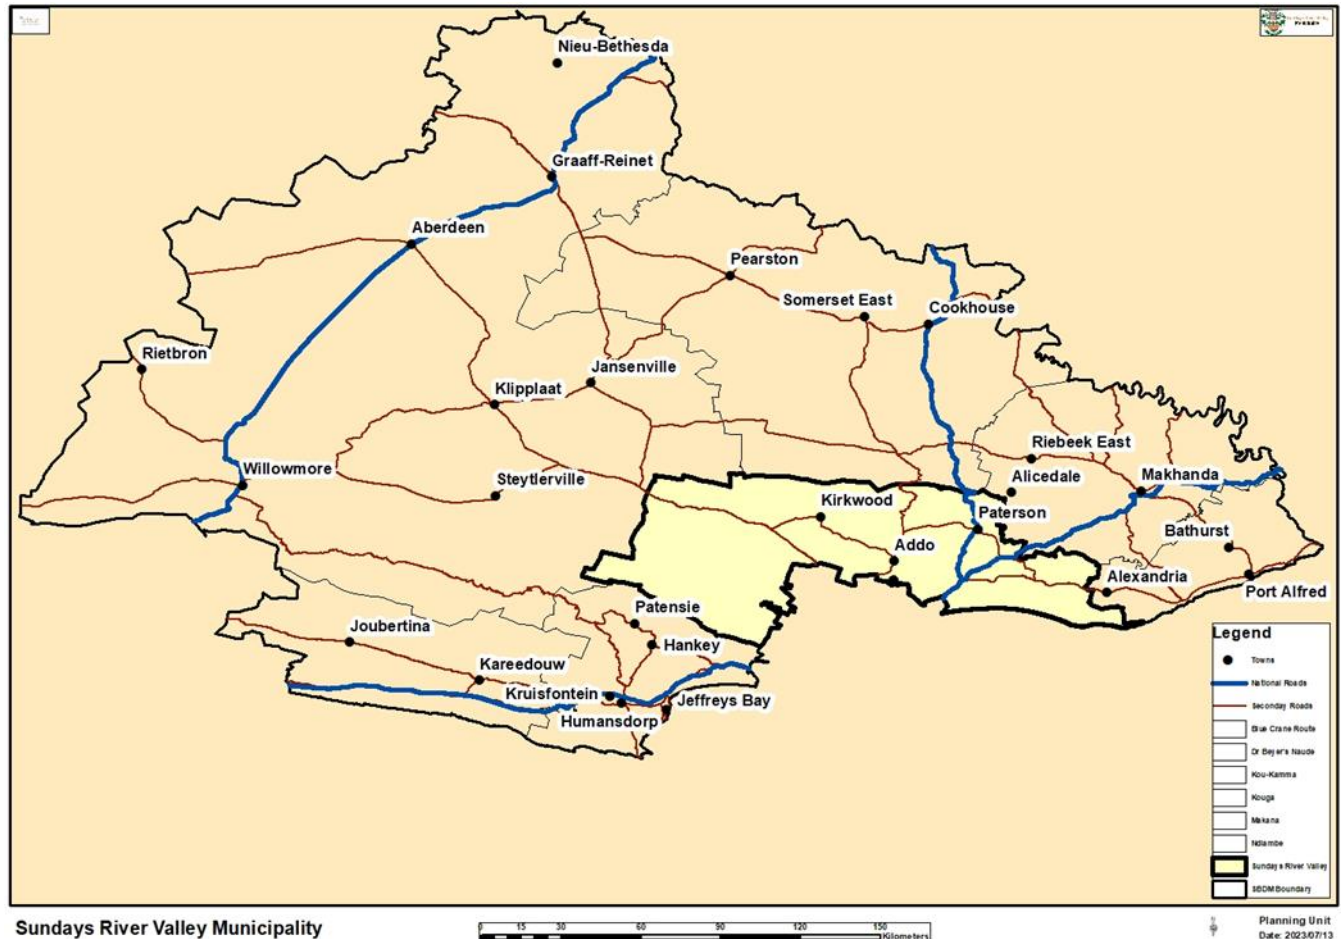 Nieu-Bethesda
Graaff-Reinet
Aberdeen
Pearston
Somerset East
Cookhouse
Rietbron
Jansenville
Klipplaat
Riebeek East
Willowmore
Steytlerville
Alicedale
Makhanda
Kirkwood
Paterson
Bathurst
Addo
Alexandria
Port Alfred
Patensie
Joubertina
Hankey
Kareedouw
Kruisfontein
Jeffreys Bay
Humansdorp
Legend
Towns
National Roads
Seconday Roads
Blue Crane Route
Dr Beyer's Naude
Kou-Kamma
Kouga
Makana
Ndlambe
Sundays River Valley
SBDM Boundary
Sundays River Valley Municipality
0 15 30 60 90 120 150
Kilometers
Planning Unit
Date: 2023/07/13